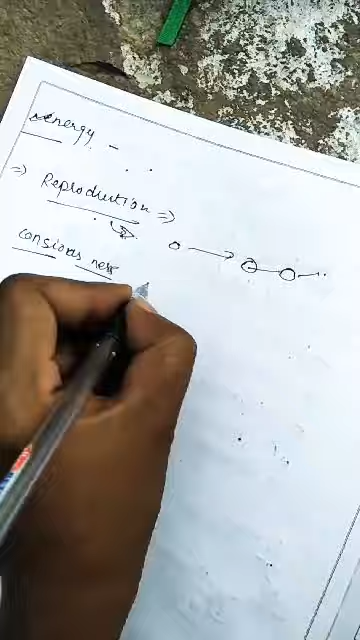 energy -
=> Reproduction =>
consious ness